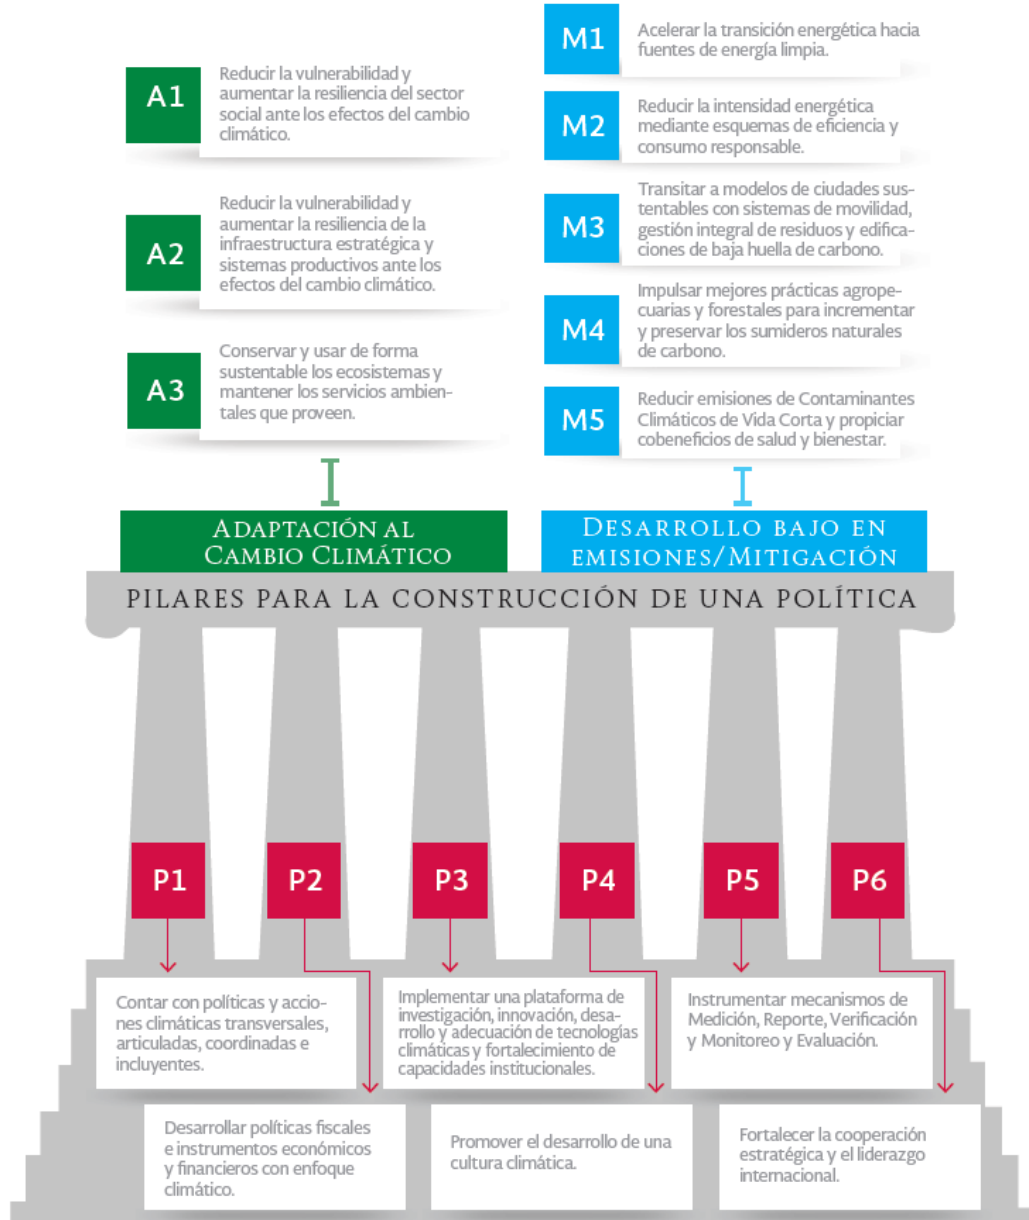 A1
Reducir la vulnerabilidad y
aumentar la resiliencia del sector
social ante los efectos del cambio
climático.
A2
Reducir la vulnerabilidad y
aumentar la resiliencia de la
infraestructura estratégica y
sistemas productivos ante los
efectos del cambio climático.
A3
Conservar y usar de forma
sustentable los ecosistemas y
mantener los servicios ambien-
tales que proveen.
M1
Acelerar la transición energética hacia
fuentes de energía limpia.
M2
Reducir la intensidad energética
mediante esquemas de eficiencia y
consumo responsable.
M3
Transitar a modelos de ciudades sus-
tentables con sistemas de movilidad,
gestión integral de residuos y edifica-
ciones de baja huella de carbono.
M4
Impulsar mejores prácticas agrope-
cuarias y forestales para incrementar
y preservar los sumideros naturales
de carbono.
M5
Reducir emisiones de Contaminantes
Climáticos de Vida Corta y propiciar
cobeneficios de salud y bienestar.
ADAPTACIÓN AL
CAMBIO CLIMÁTICO
DESARROLLO BAJO EN
EMISIONES/MITIGACIÓN
PILARES PARA LA CONSTRUCCIÓN DE UNA POLÍTICA
P1
P2
P3
P4
P5
P6
Contar con políticas y accio-
nes climáticas transversales,
articuladas, coordinadas e
incluyentes.
Implementar una plataforma de
investigación, innovación, desa-
rrollo y adecuación de tecnologías
climáticas y fortalecimiento de
capacidades institucionales.
Instrumentar mecanismos de
Medición, Reporte, Verificación
y Monitoreo y Evaluación.
Desarrollar políticas fiscales
e instrumentos económicos
y financieros con enfoque
climático.
Promover el desarrollo de una
cultura climática.
Fortalecer la cooperación
estratégica y el liderazgo
internacional.